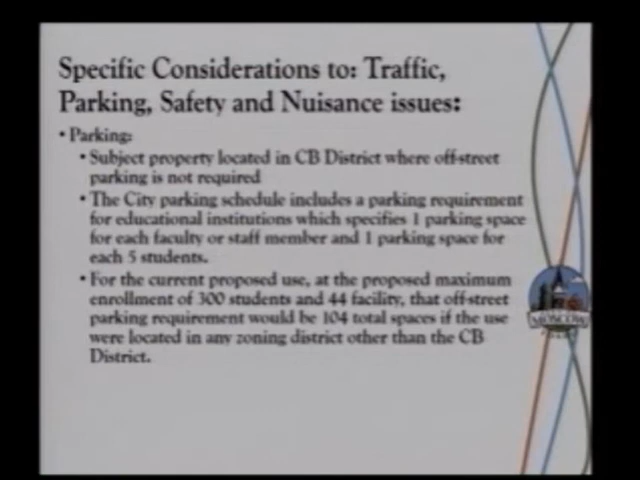 Specific Considerations to: Traffic,
Parking, Safety and Nuisance issues:
• Parking:
• Subject property located in CB District where off-street
parking is not required
• The City parking schedule includes a parking requirement
for educational institutions which specifies 1 parking space
for each faculty or staff member and 1 parking space for
each 5 students.
• For the current proposed use, at the proposed maximum
enrollment of 300 students and 44 facility, that off-street
parking requirement would be 104 total spaces if the use
were located in any zoning district other than the CB
District.
MOSCOW